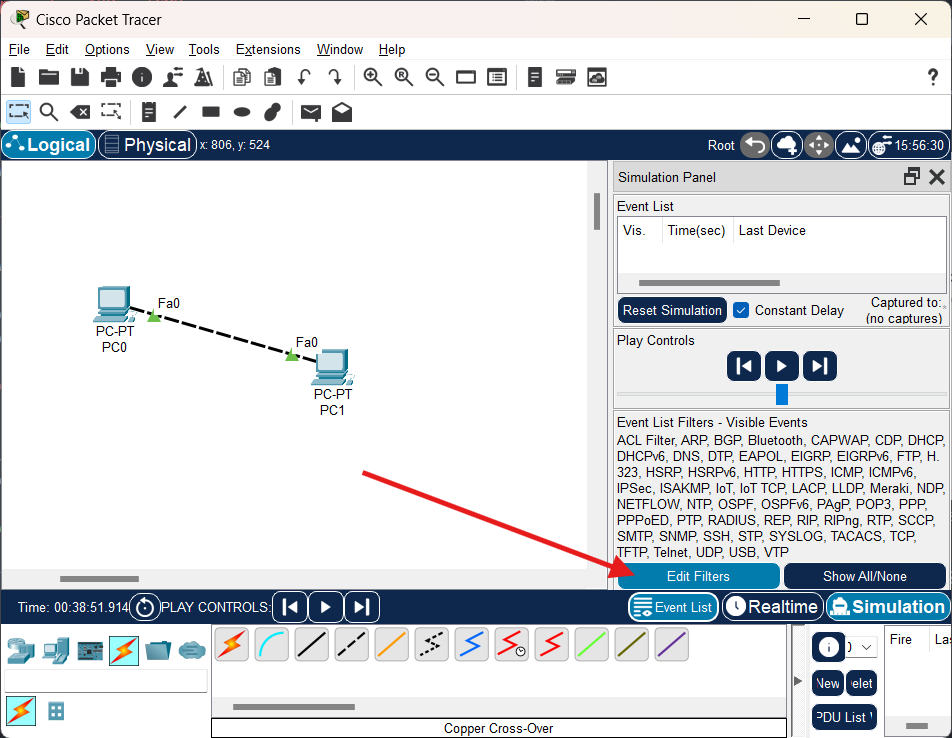 Cisco Packet Tracer
File Edit Options View Tools Extensions Window Help
?
Logical Physical x: 806, y: 524 Root 15:56:30
Simulation Panel
Event List
Vis. Time(sec) Last Device
Reset Simulation Constant Delay Captured to:
(no captures)
Play Controls
Event List Filters - Visible Events
ACL Filter, ARP, BGP, Bluetooth, CAPWAP, CDP, DHCP,
DHCPv6, DNS, DTP, EAPOL, EIGRP, EIGRPv6, FTP, H.
323, HSRP, HSRPv6, HTTP, HTTPS, ICMP, ICMPv6,
IPSec, ISAKMP, IoT, IoT TCP, LACP, LLDP, Meraki, NDP,
NETFLOW, NTP, OSPF, OSPFv6, PAgP, POP3, PPP,
PPPoED, PTP, RADIUS, REP, RIP, RIPng, RTP, SCCP,
SMTP, SNMP, SSH, STP, SYSLOG, TACACS, TCP,
TFTP, Telnet, UDP, USB, VTP
Edit Filters Show All/None
Fa0
PC-PT
PC0
Fa0
PC-PT
PC1
Time: 00:38:51.914 PLAY CONTROLS: Event List Realtime Simulation
Fire Las
New elet
PDU List
Copper Cross-Over